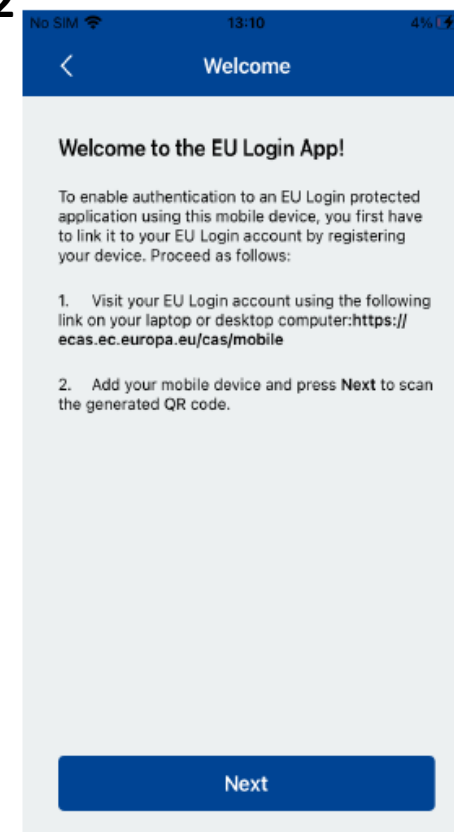 2
No SIM 13:10 4%
Welcome
Welcome to the EU Login App!
To enable authentication to an EU Login protected
application using this mobile device, you first have
to link it to your EU Login account by registering
your device. Proceed as follows:
1. Visit your EU Login account using the following
link on your laptop or desktop computer:https://
ecas.ec.europa.eu/cas/mobile
2. Add your mobile device and press Next to scan
the generated QR code.
Next